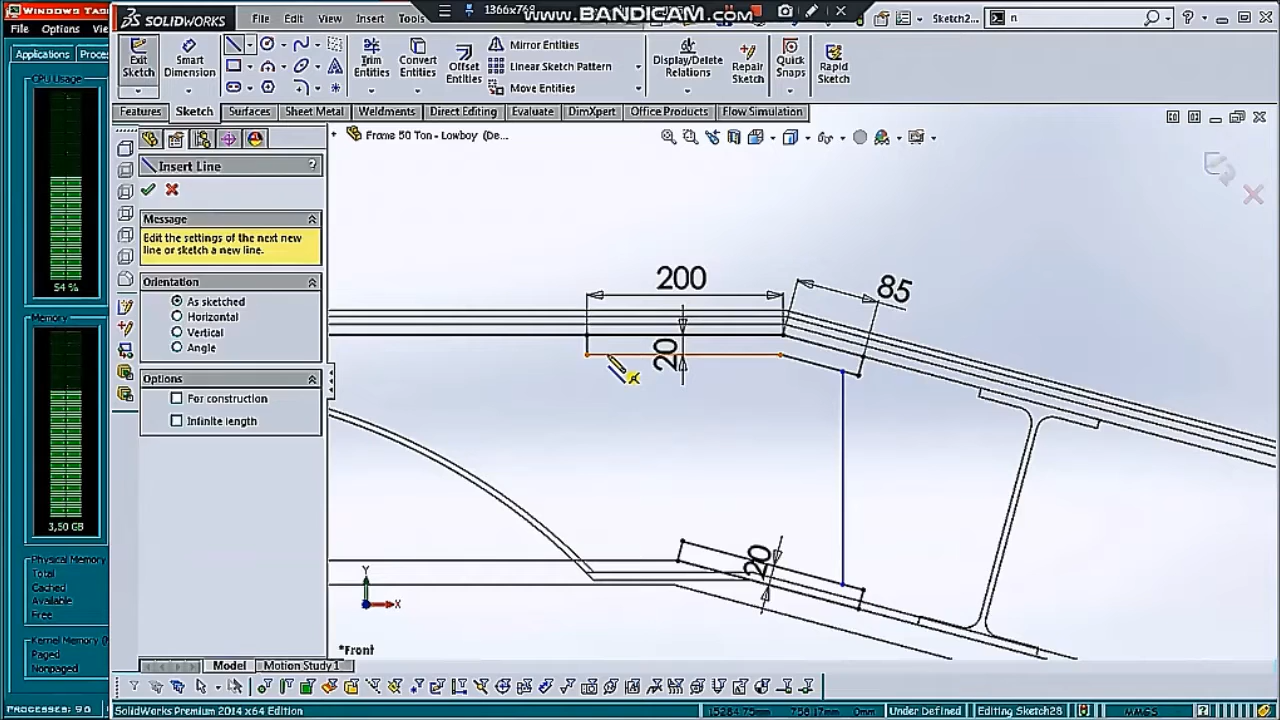 Windows Task
1366x768
www.BANDICAM.com
SOLIDWORKS
File Edit View Insert Tools
Sketch2...
n
File Options Vie
Applications Proces
CPU Usage
54 %
Memory
3,50 GB
Physical Memory
Total
Cached
Available
Free
Kernel Memory (M
Paged
Nonpaged
Processes: 90
Exit Sketch
Smart Dimension
Trim Entities
Convert Entities
Offset Entities
Mirror Entities
Linear Sketch Pattern
Move Entities
Display/Delete Relations
Repair Sketch
Quick Snaps
Rapid Sketch
Features Sketch Surfaces Sheet Metal Weldments Direct Editing Evaluate DimXpert Office Products Flow Simulation
Frame 50 Ton - Lowboy (De...
Insert Line
?
Message
Edit the settings of the next new
line or sketch a new line.
Orientation
As sketched
Horizontal
Vertical
Angle
Options
For construction
Infinite length
200
85
20
20
Y
X
*Front
Model Motion Study 1
SolidWorks Premium 2014 x64 Edition
15284.75mm 758.17mm 0mm Under Defined Editing Sketch28 MMGS